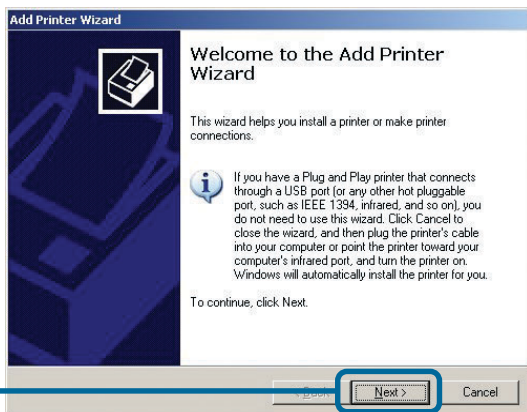 Add Printer Wizard
Welcome to the Add Printer
Wizard
This wizard helps you install a printer or make printer
connections.
If you have a Plug and Play printer that connects
through a USB port (or any other hot pluggable
port, such as IEEE 1394, infrared, and so on), you
do not need to use this wizard. Click Cancel to
close the wizard, and then plug the printer's cable
into your computer or point the printer toward your
computer's infrared port, and turn the printer on.
Windows will automatically install the printer for you.
To continue, click Next.
< Back Next > Cancel